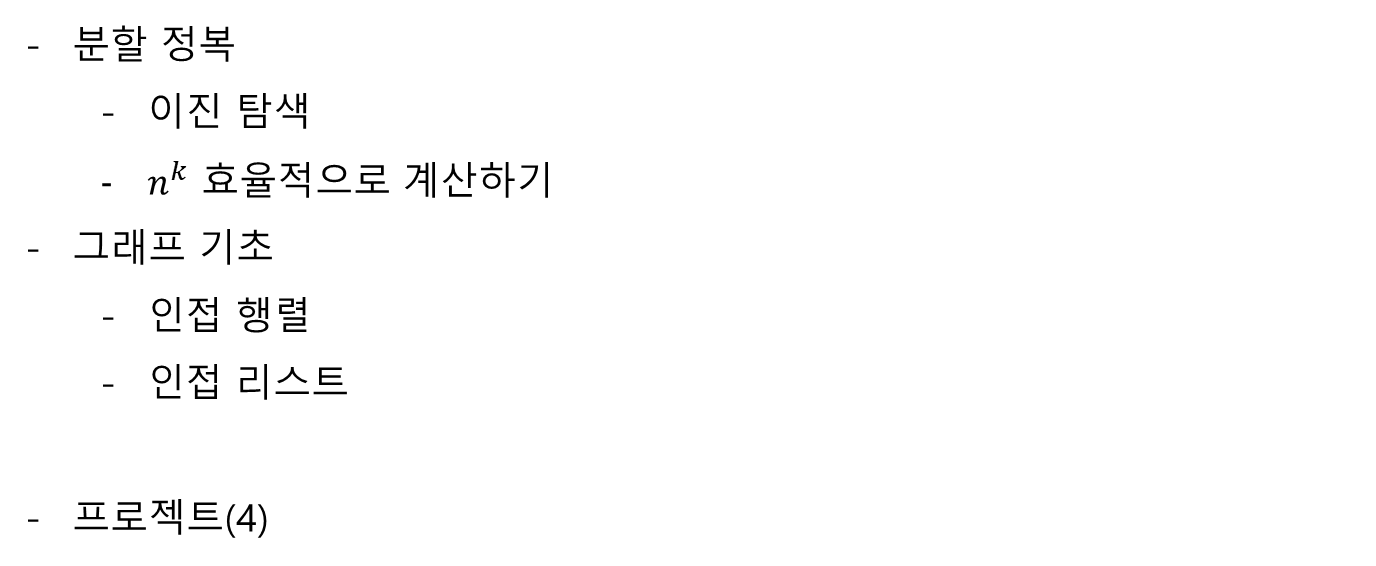 - 분할 정복
- 이진 탐색
- n^k 효율적으로 계산하기
- 그래프 기초
- 인접 행렬
- 인접 리스트
- 프로젝트(4)